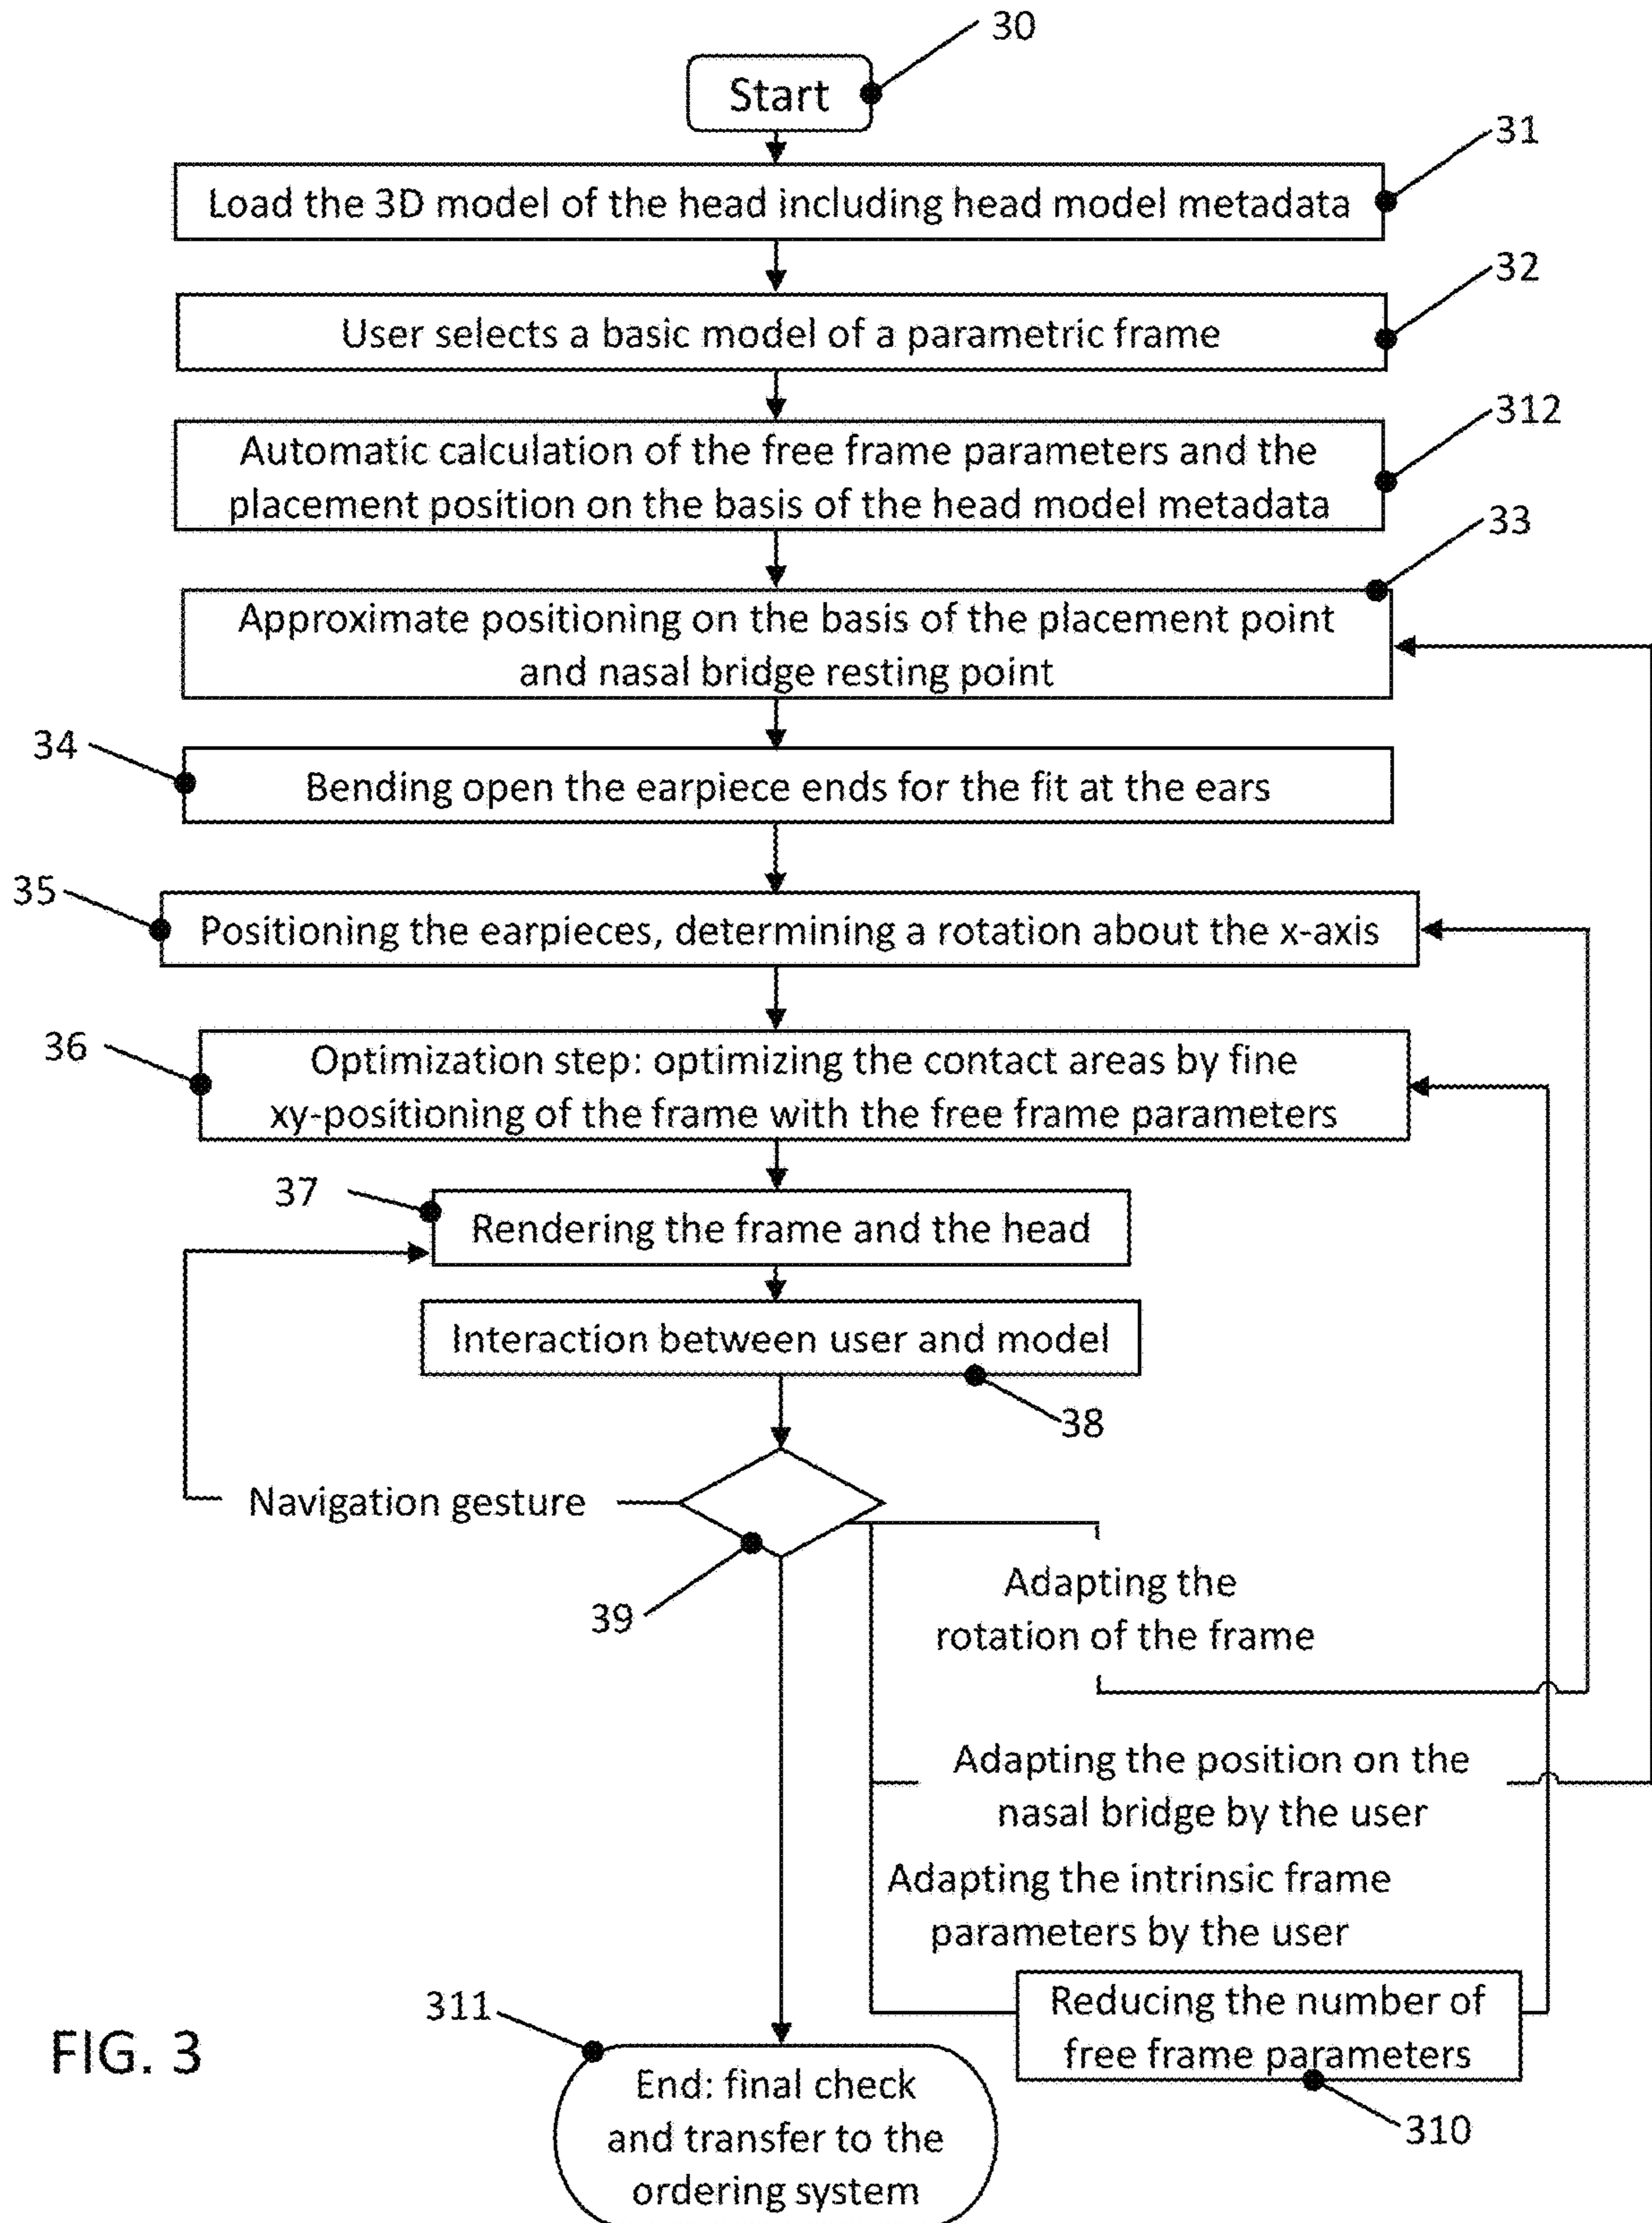 30
Start
31
Load the 3D model of the head including head model metadata
32
User selects a basic model of a parametric frame
312
Automatic calculation of the free frame parameters and the
placement position on the basis of the head model metadata
33
Approximate positioning on the basis of the placement point
and nasal bridge resting point
34
Bending open the earpiece ends for the fit at the ears
35
Positioning the earpieces, determining a rotation about the x-axis
36
Optimization step: optimizing the contact areas by fine
xy-positioning of the frame with the free frame parameters
37
Rendering the frame and the head
Interaction between user and model
38
Navigation gesture
39
Adapting the
rotation of the frame
Adapting the position on the
nasal bridge by the user
Adapting the intrinsic frame
parameters by the user
Reducing the number of
free frame parameters
310
311
End: final check
and transfer to the
ordering system
FIG. 3